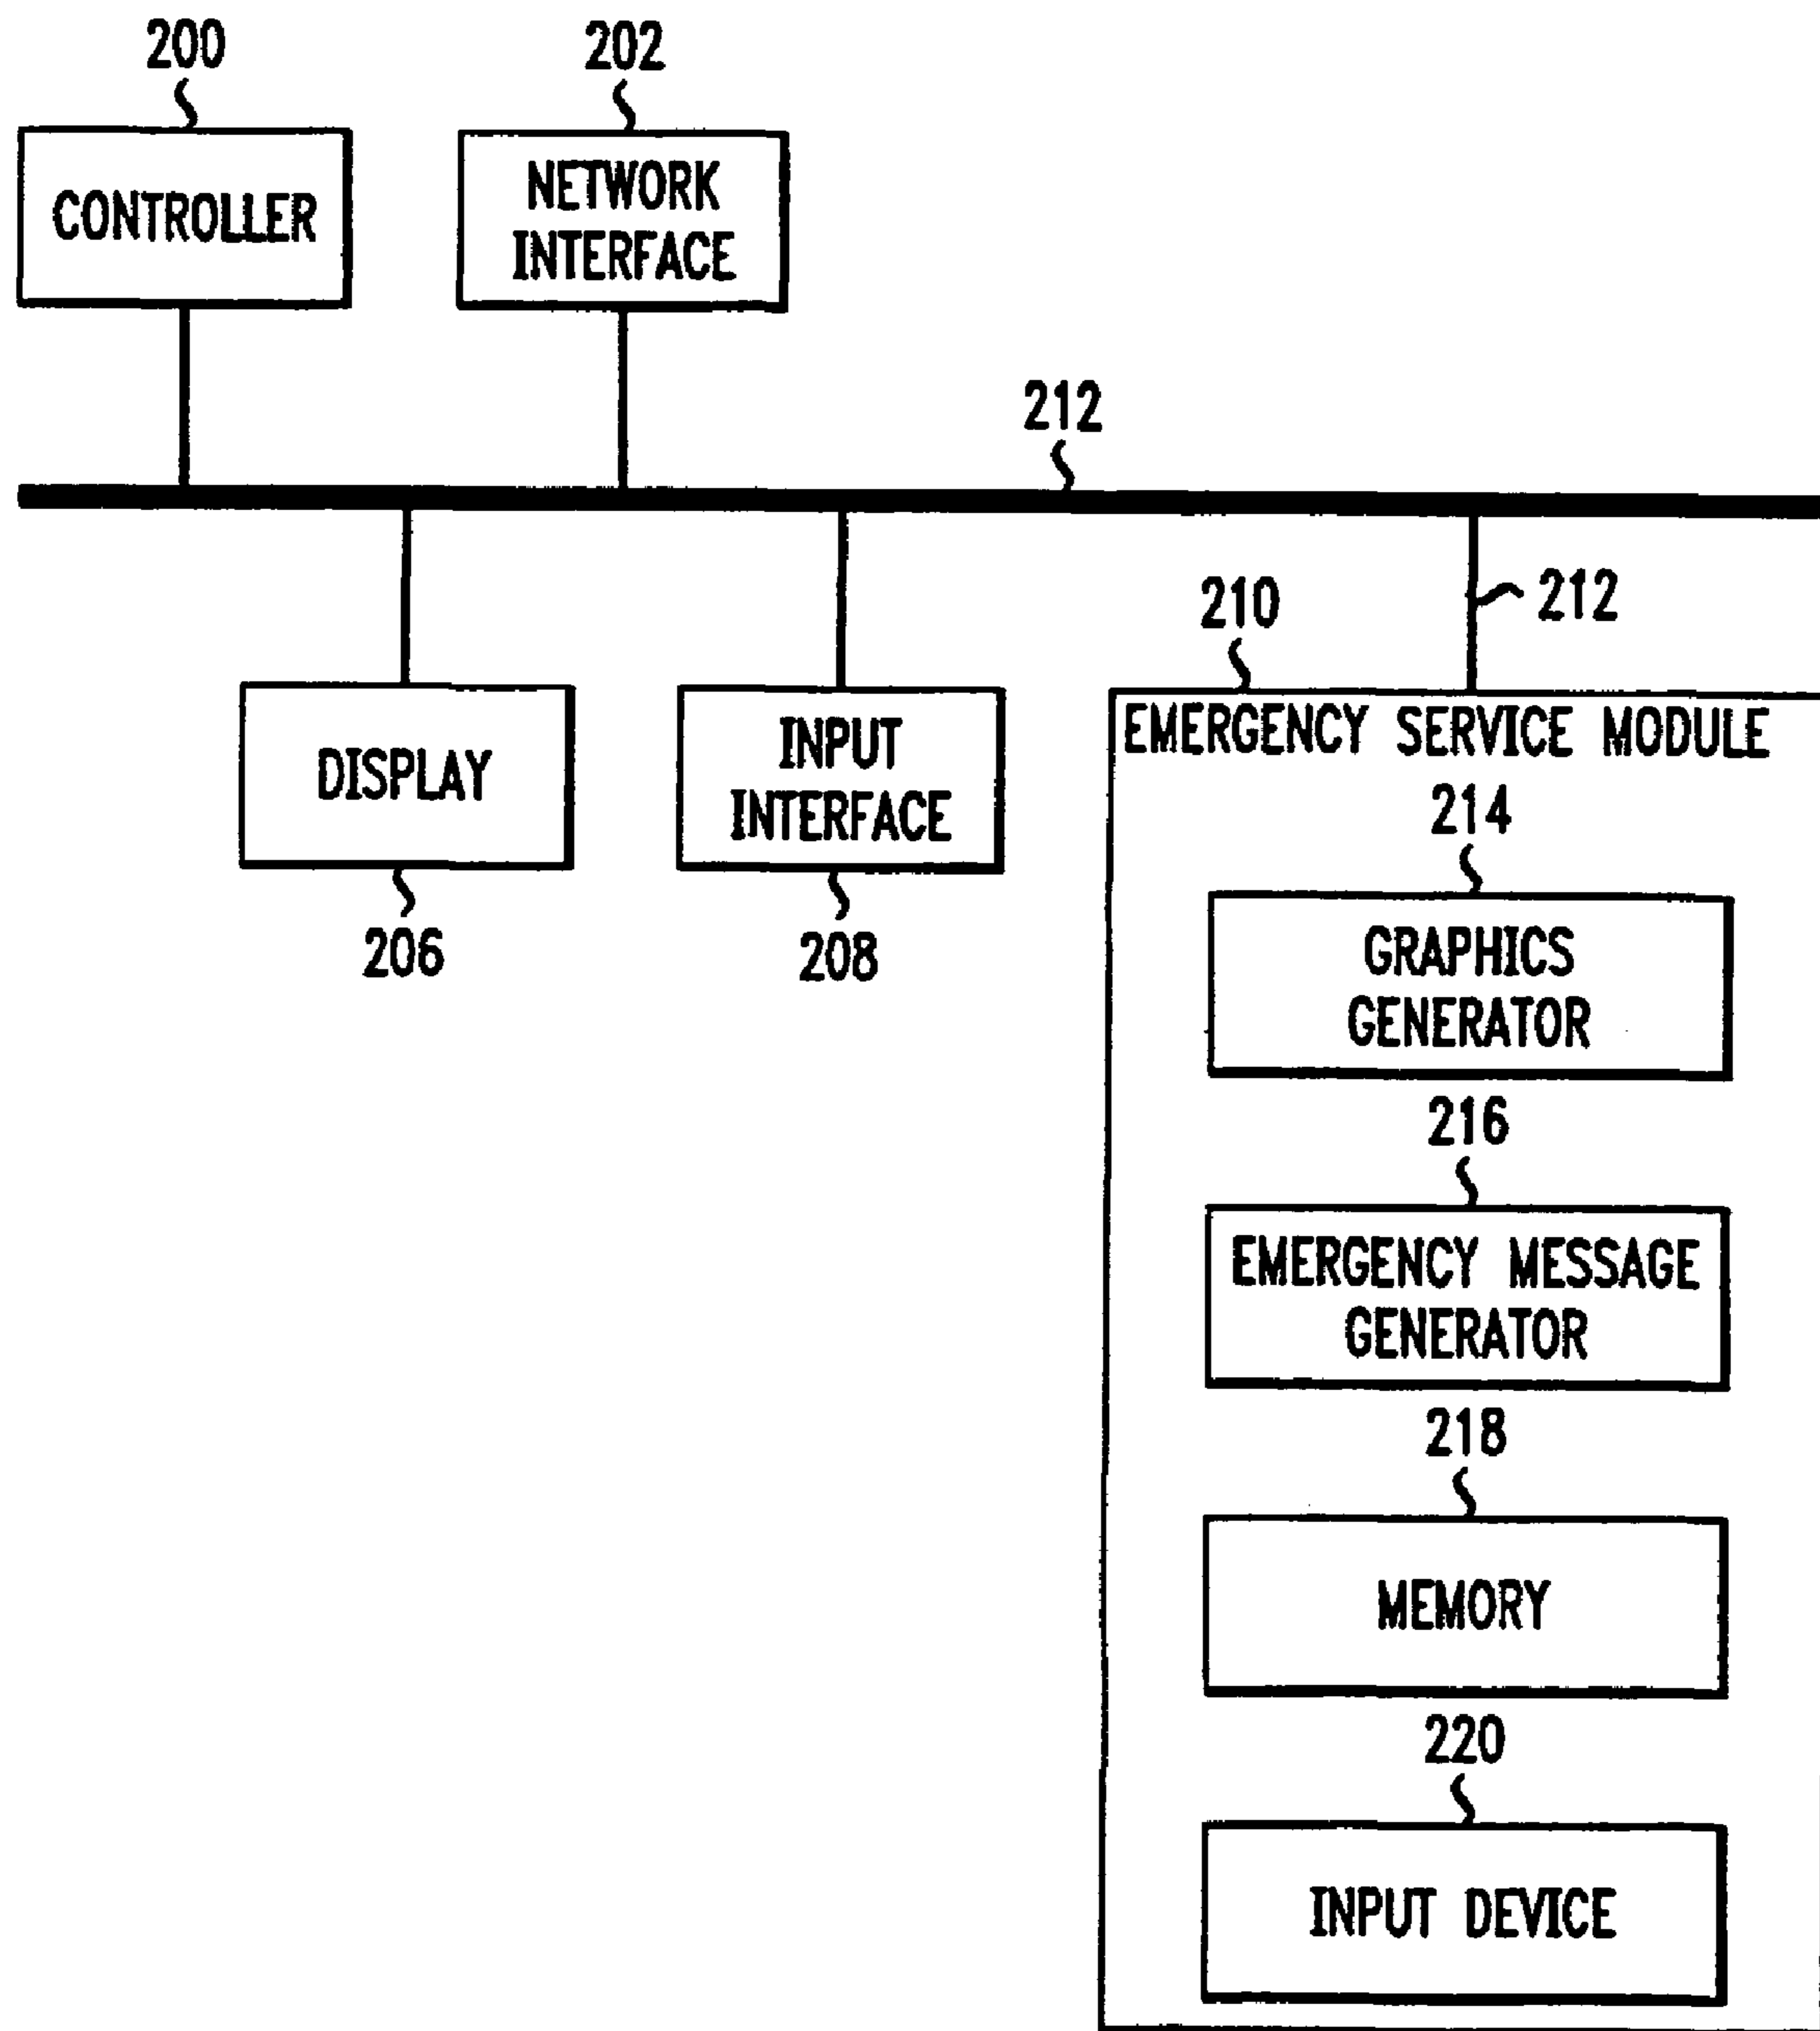 200
202
CONTROLLER
NETWORK
INTERFACE
212
210
212
DISPLAY
206
INPUT
INTERFACE
208
EMERGENCY SERVICE MODULE
214
GRAPHICS
GENERATOR
216
EMERGENCY MESSAGE
GENERATOR
218
MEMORY
220
INPUT DEVICE